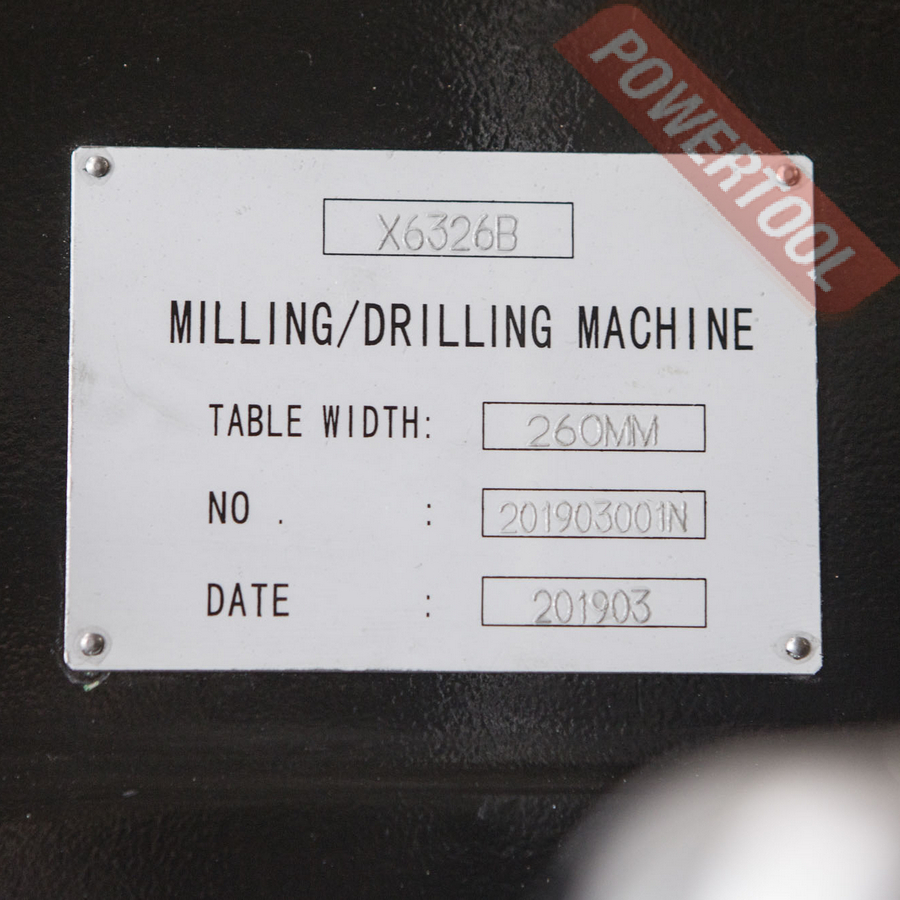 POWERTOOL
X6326B
MILLING/DRILLING MACHINE
TABLE WIDTH: 260MM
NO . : 201903001N
DATE : 201903